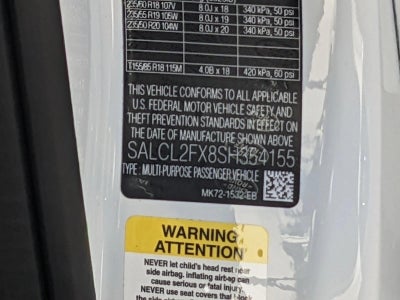 235/60 R18 107V 8.0J x 18 340 kPa, 50 psi
235/55 R19 105W 8.0J x 19 340 kPa, 50 psi
235/50 R20 104W 8.0J x 20 340 kPa, 50 psi
T155/85 R18 115M 4.0B x 18 420 kPa, 60 psi
THIS VEHICLE CONFORMS TO ALL APPLICABLE
U.S. FEDERAL MOTOR VEHICLE SAFETY, AND
THEFT PREVENTION STANDARDS IN EFFECT ON
THE DATE OF MANUFACTURE SHOWN ABOVE
SALCL2FX8SH354155
TYPE: MULTI-PURPOSE PASSENGER VEHICLE
MK72-1532-EB
WARNING
ATTENTION
NEVER let child's head rest near
side airbag. inflating airbag can
cause serious or fatal injury.
NEVER use seat covers that block